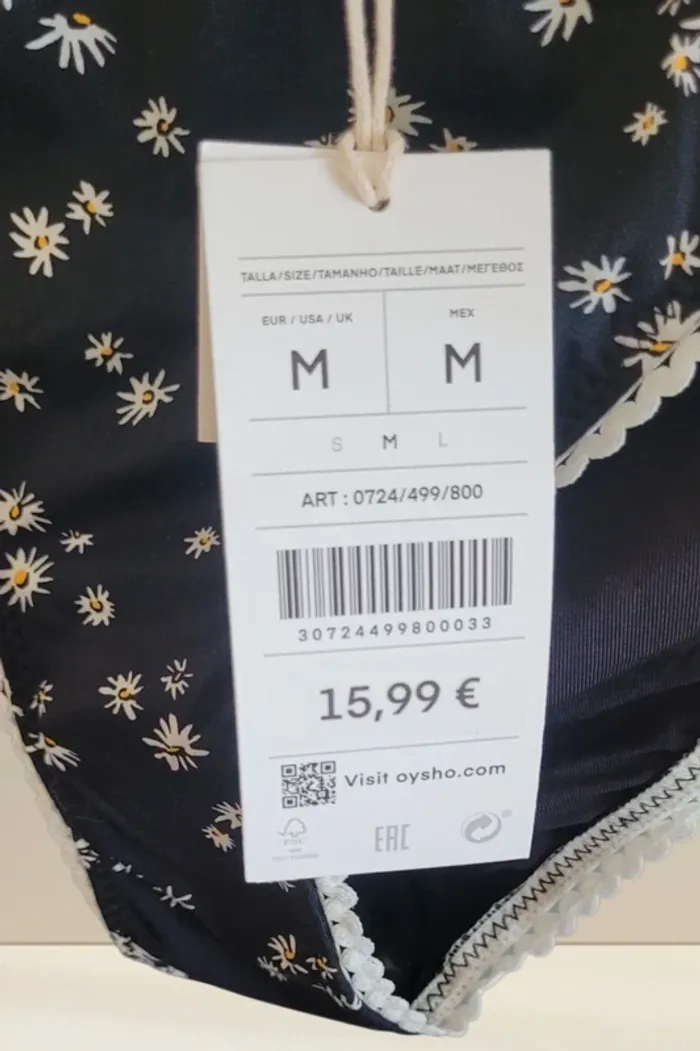 TALLA/SIZE/TAMANHO/TAILLE/MAAT/ΜΕΓΕΘΟΣ
EUR / USA / UK
MEX
M
M
S M L
ART : 0724/499/800
30724499800033
15,99 €
Visit oysho.com
FSC
EAC